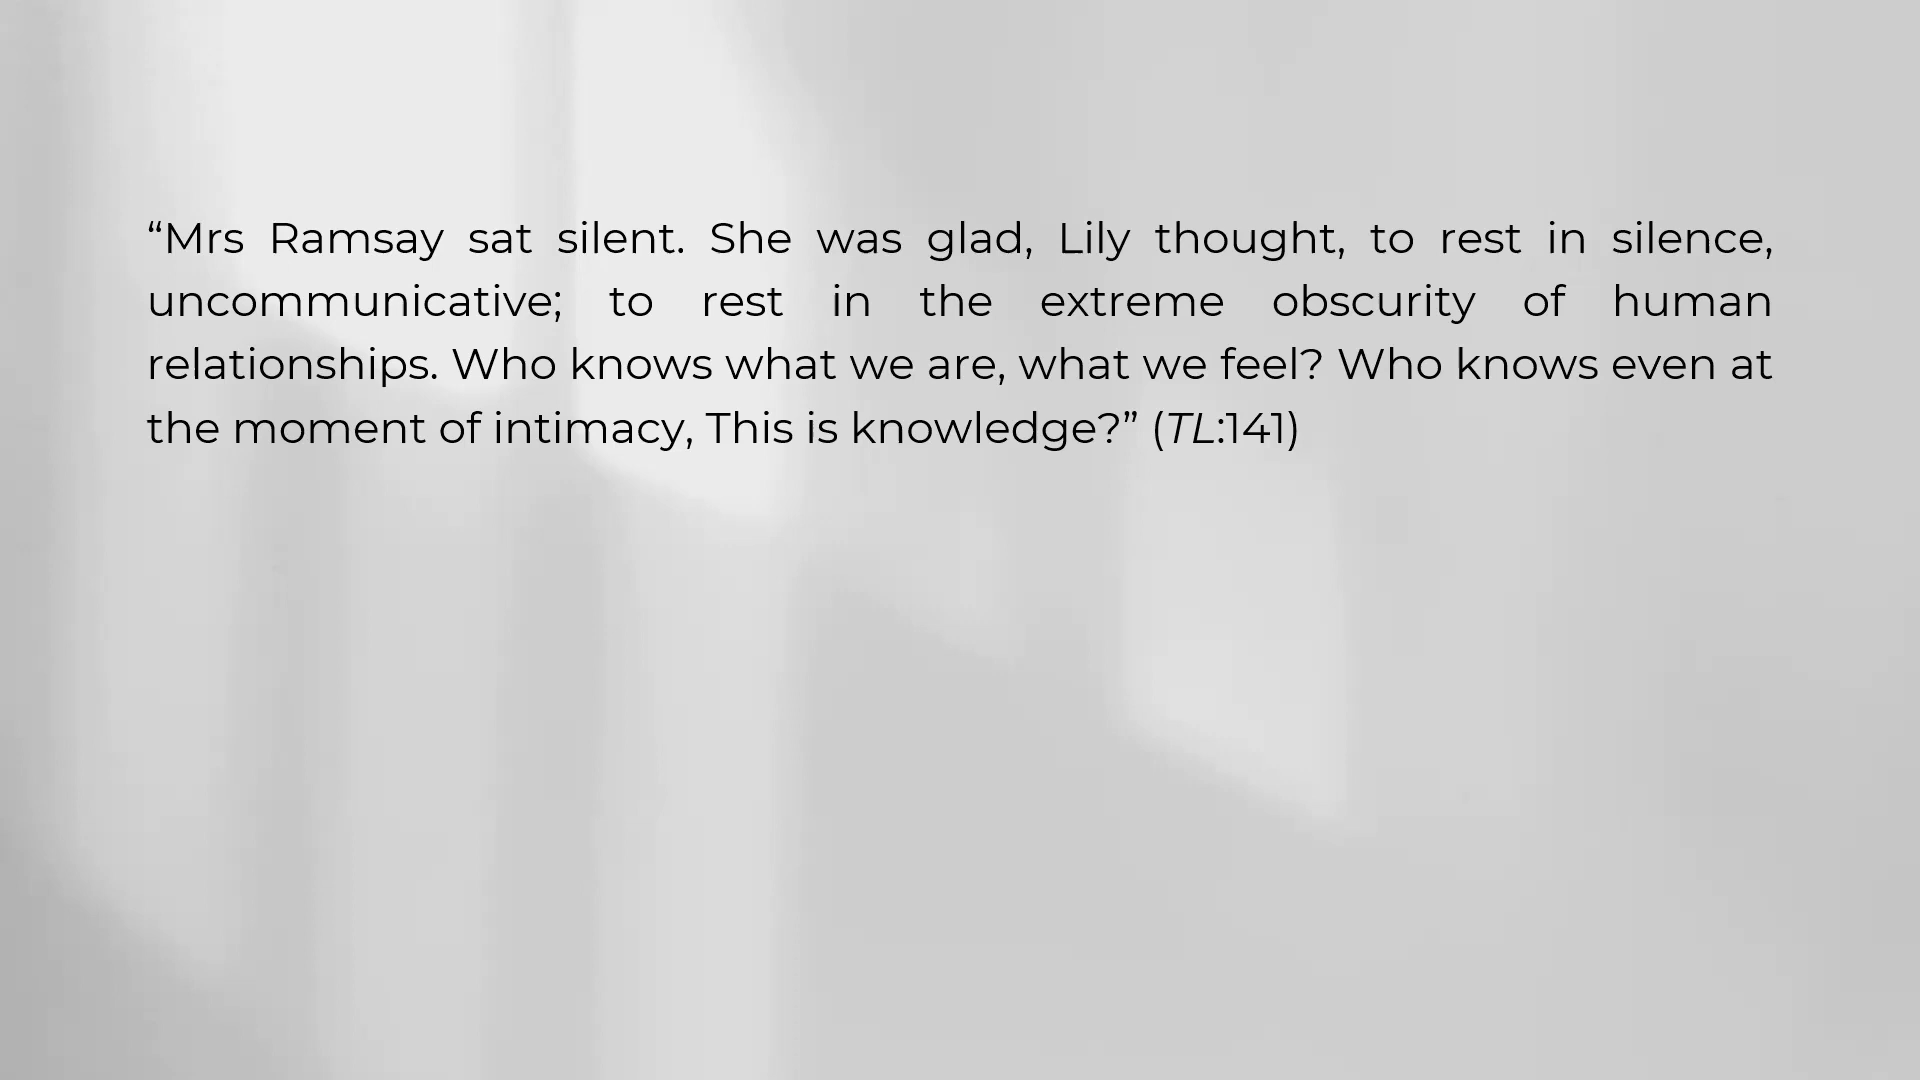 “Mrs Ramsay sat silent. She was glad, Lily thought, to rest in silence,
uncommunicative; to rest in the extreme obscurity of human
relationships. Who knows what we are, what we feel? Who knows even at
the moment of intimacy, This is knowledge?” (TL:141)